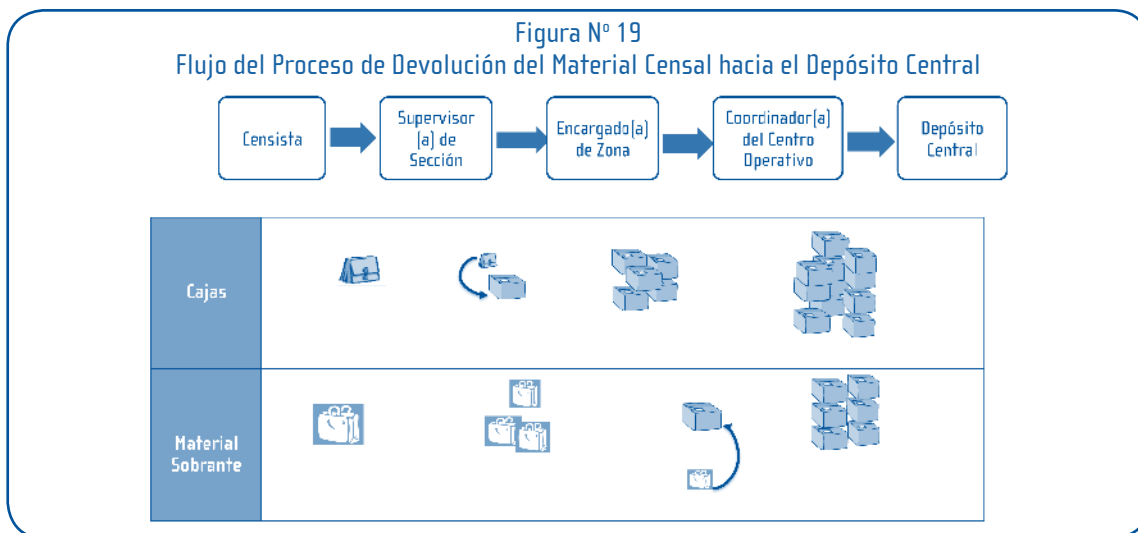 Figura Nº 19
Flujo del Proceso de Devolución del Material Censal hacia el Depósito Central
Censista
Supervisor
(a) de
Sección
Encargado(a)
de Zona
Coordinador(a)
del Centro
Operativo
Depósito
Central
Cajas
Material
Sobrante